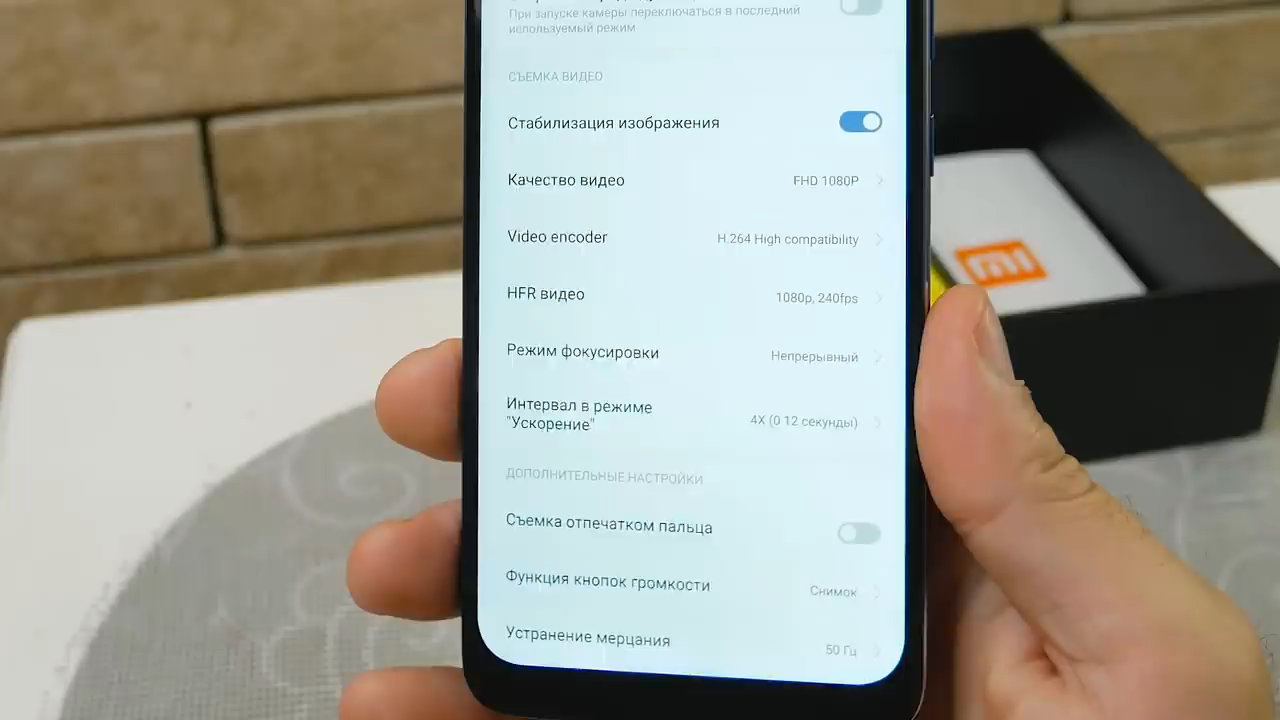 При запуске камеры переключаться в последний
используемый режим
СЪЕМКА ВИДЕО
Стабилизация изображения
Качество видео FHD 1080P
Video encoder H.264 High compatibility
HFR видео 1080p, 240fps
Режим фокусировки Непрерывный
Интервал в режиме
"Ускорение" 4X (0 12 секунды)
ДОПОЛНИТЕЛЬНЫЕ НАСТРОЙКИ
Съемка отпечатком пальца
Функция кнопок громкости Снимок
Устранение мерцания 50 Гц
mi